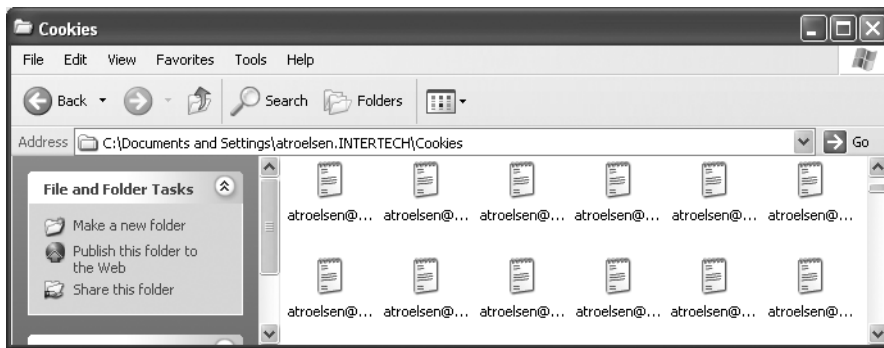 Cookies
File Edit View Favorites Tools Help
Back Search Folders
Address C:\Documents and Settings\atroelsen.INTERTECH\Cookies Go
File and Folder Tasks
Make a new folder
Publish this folder to
the Web
Share this folder
atroelsen@... atroelsen@... atroelsen@... atroelsen@... atroelsen@... atroelsen@...
atroelsen@... atroelsen@... atroelsen@... atroelsen@... atroelsen@... atroelsen@...